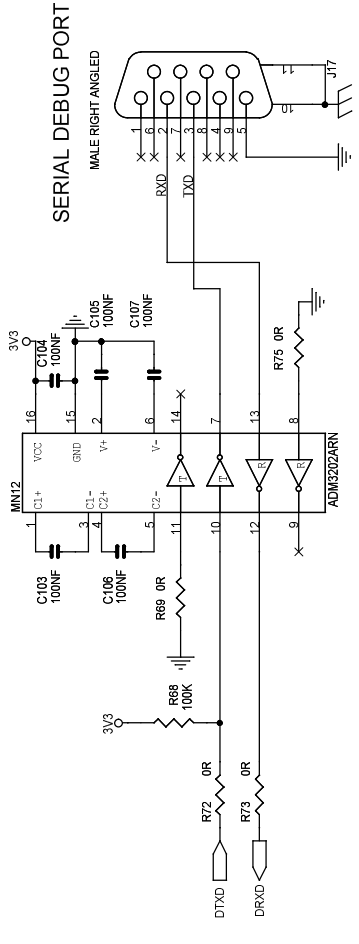 SERIAL DEBUG PORT
MALE RIGHT ANGLED
J17
11
10
1
6
2
7
3
8
4
9
5
RXD
TXD
3V3
C104
100NF
C105
100NF
C107
100NF
R75 0R
16
15
2
6
14
7
13
8
MN12
VCC
GND
V+
V-
C1+
C1-
C2+
C2-
T
T
R
R
ADM3202ARN
1
3
4
5
11
10
12
9
C103
100NF
C106
100NF
R69 0R
3V3
R68
100K
R72 0R
R73 0R
DTXD
DRXD